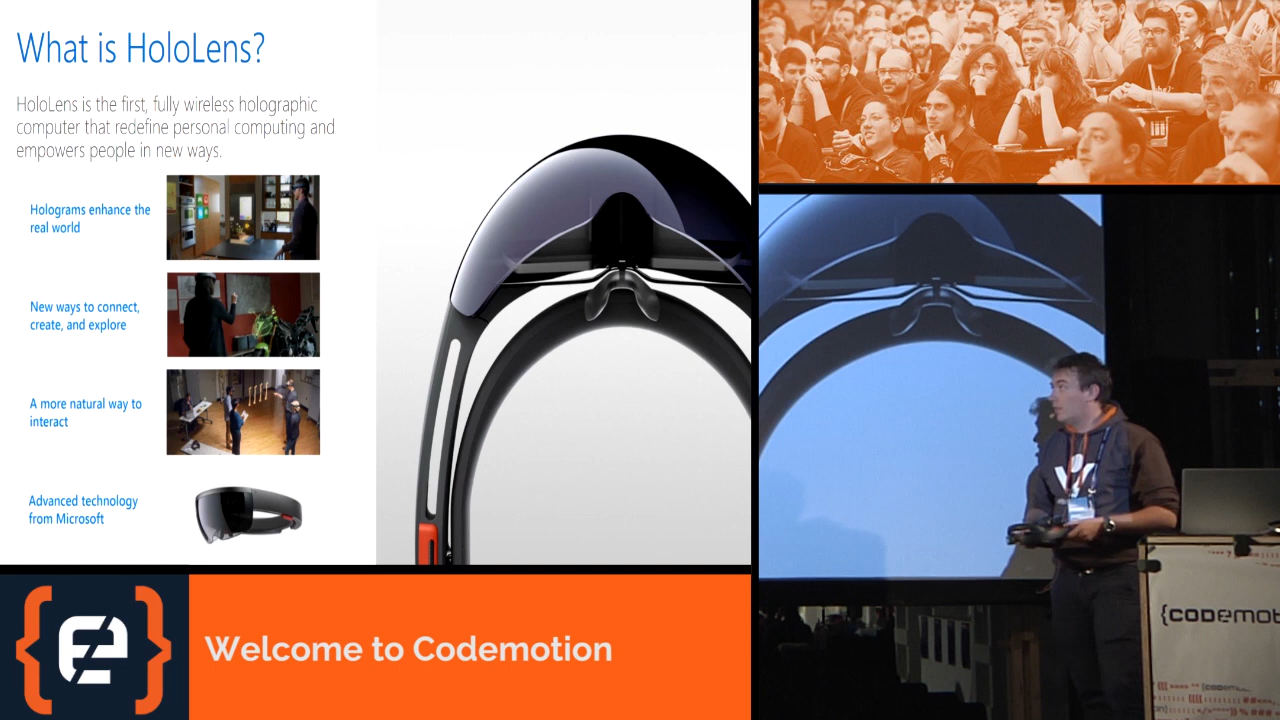 What is HoloLens?
HoloLens is the first, fully wireless holographic
computer that redefine personal computing and
empowers people in new ways.
Holograms enhance the
real world
New ways to connect,
create, and explore
A more natural way to
interact
Advanced technology
from Microsoft
Welcome to Codemotion
{CODEMOT